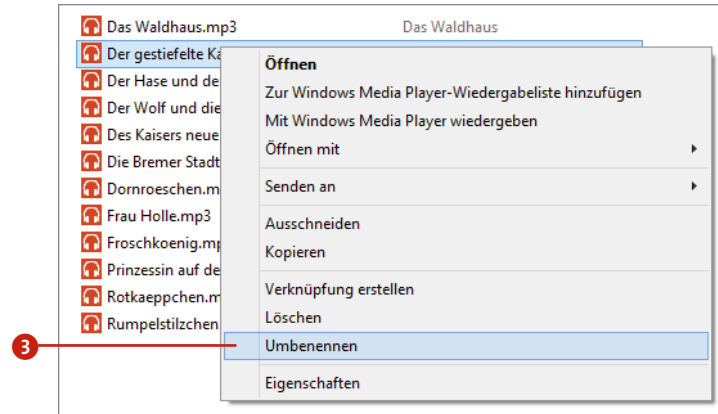 Das Waldhaus.mp3 Das Waldhaus
Der gestiefelte Ka
Der Hase und de
Der Wolf und die
Des Kaisers neue
Die Bremer Stadt
Dornroeschen.m
Frau Holle.mp3
Froschkoenig.mp
Prinzessin auf de
Rotkaeppchen.m
Rumpelstilzchen
Öffnen
Zur Windows Media Player-Wiedergabeliste hinzufügen
Mit Windows Media Player wiedergeben
Öffnen mit
Senden an
Ausschneiden
Kopieren
Verknüpfung erstellen
Löschen
3 Umbenennen
Eigenschaften